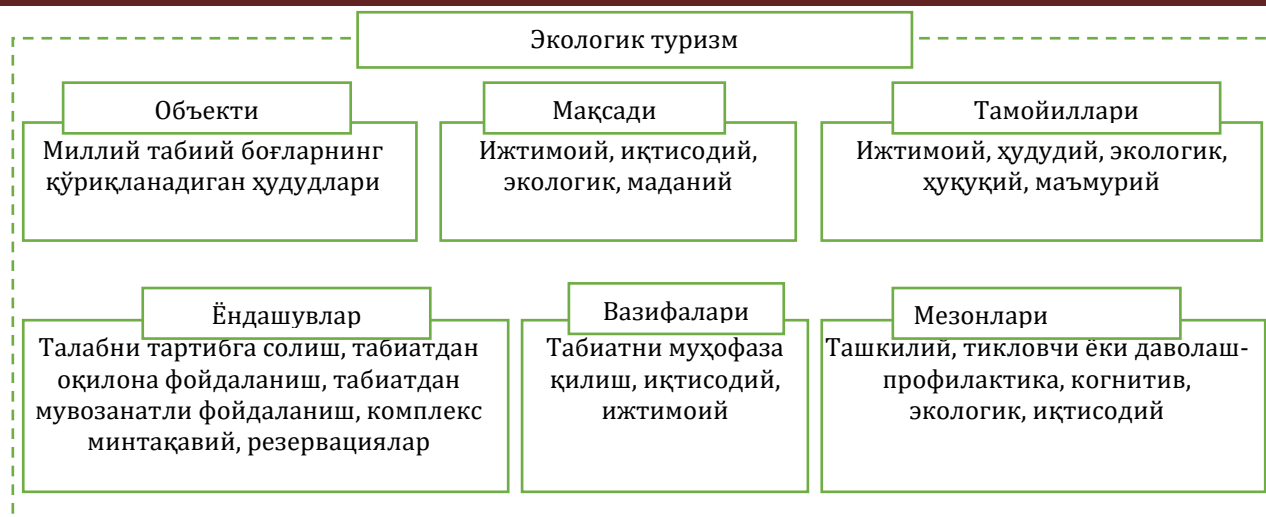 Экологик туризм
Объекти
Миллий табиий боғларнинг
қўриқланадиган ҳудудлари
Мақсади
Ижтимоий, иқтисодий,
экологик, маданий
Тамойиллари
Ижтимоий, ҳудудий, экологик,
ҳуқуқий, маъмурий
Ёндашувлар
Талабни тартибга солиш, табиатдан
оқилона фойдаланиш, табиатдан
мувозанатли фойдаланиш, комплекс
минтақавий, резервациялар
Вазифалари
Табиатни муҳофаза
қилиш, иқтисодий,
ижтимоий
Мезонлари
Ташкилий, тикловчи ёки даволаш-
профилактика, когнитив,
экологик, иқтисодий